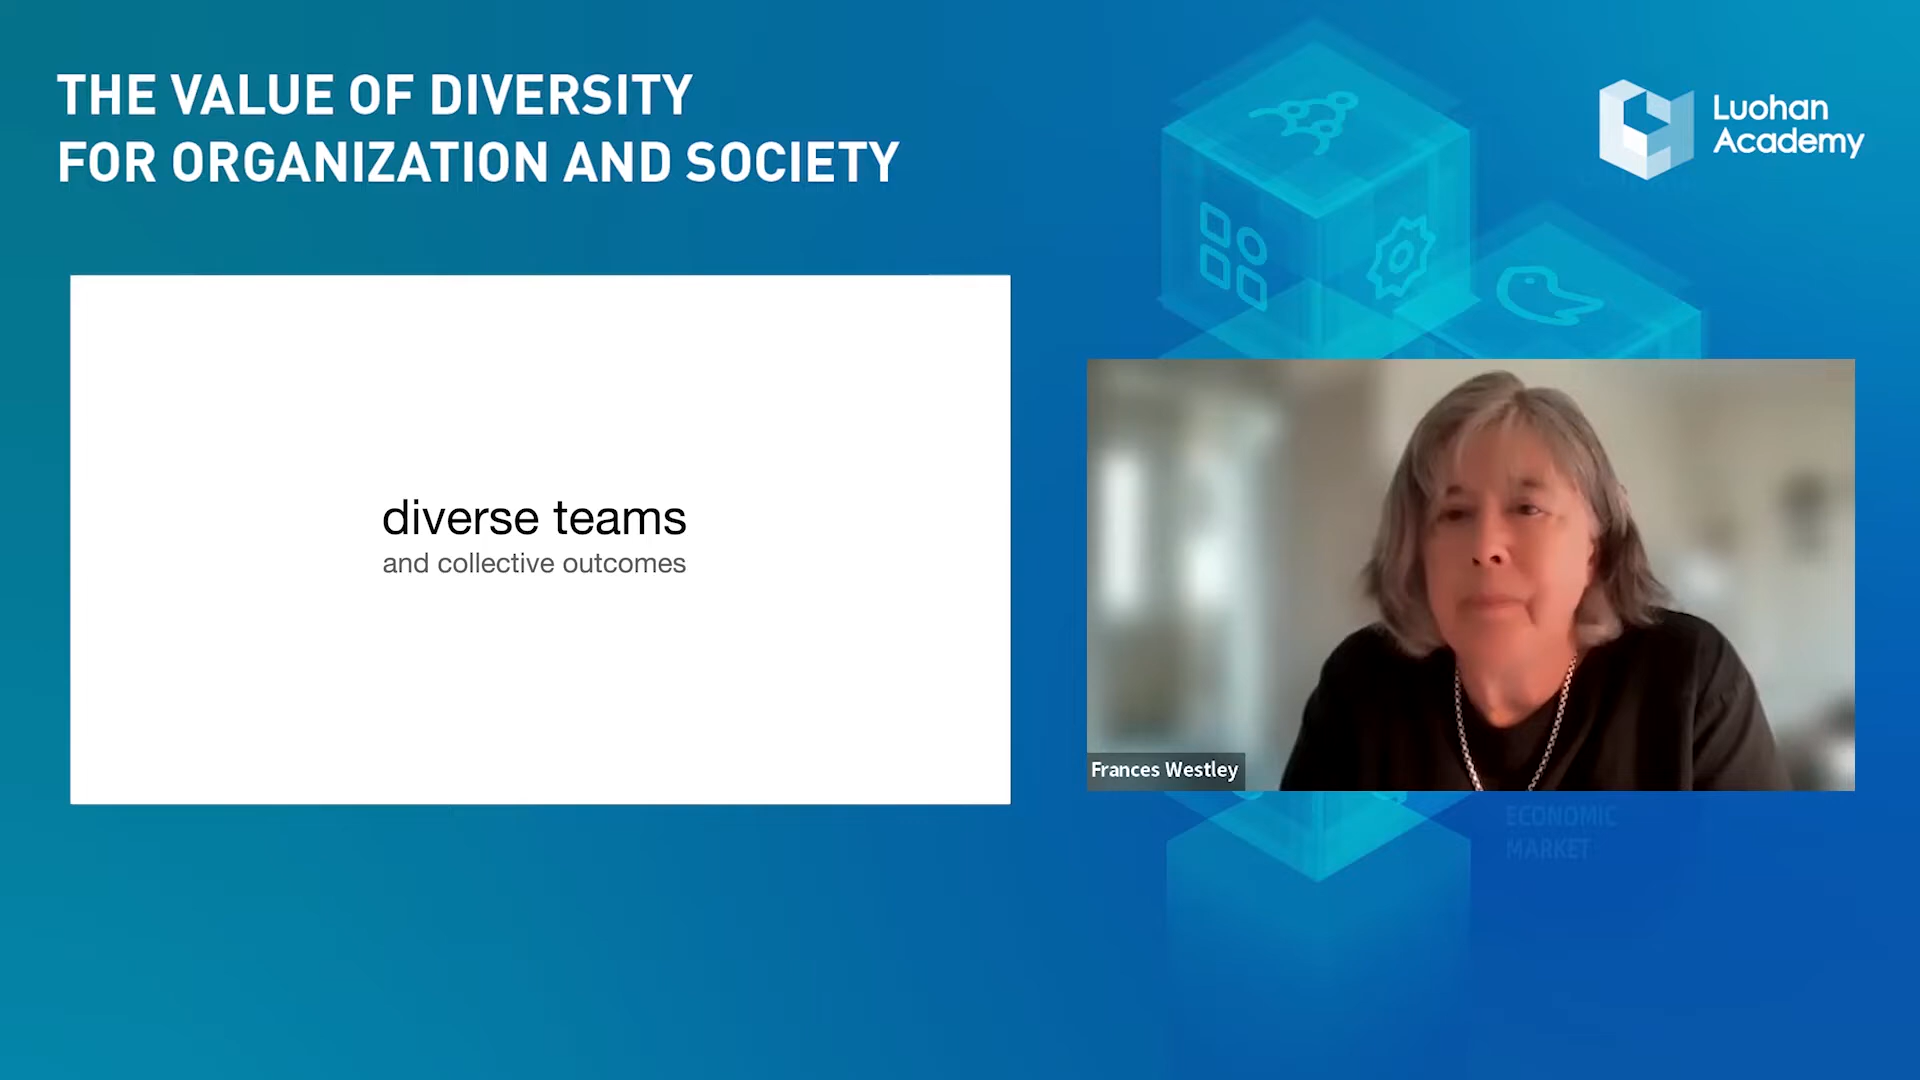 THE VALUE OF DIVERSITY
FOR ORGANIZATION AND SOCIETY
Luohan
Academy
diverse teams
and collective outcomes
Frances Westley
ECONOMIC
MARKET